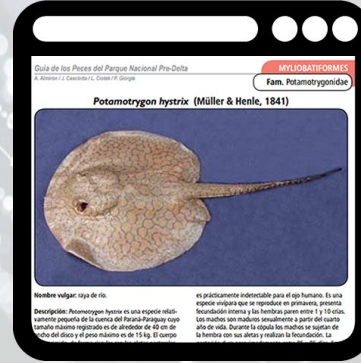 Guía de los Peces del Parque Nacional Pre-Delta
A. Almirón / J. Casciotta / L. Ciotek / P. Giorgis
MYLIOBATIFORMES
Fam. Potamotrygonidae
Potamotrygon hystrix (Müller & Henle, 1841)
Nombre vulgar: raya de río.
Descripción: Potamotrygon hystrix es una especie relati-
vamente pequeña de la cuenca del Paraná-Paraguay cuyo
tamaño máximo registrado es de alrededor de 40 cm de
ancho del disco y el peso máximo es de 15 kg. El cuerpo
es prácticamente indetectable para el ojo humano. Es una
especie vivípara que se reproduce en primavera, presenta
fecundación interna y las hembras paren entre 1 y 10 crías.
Los machos son maduros sexualmente a partir del cuarto
año de vida. Durante la cópula los machos se sujetan de
la hembra con sus aletas y realizan la fecundación. La